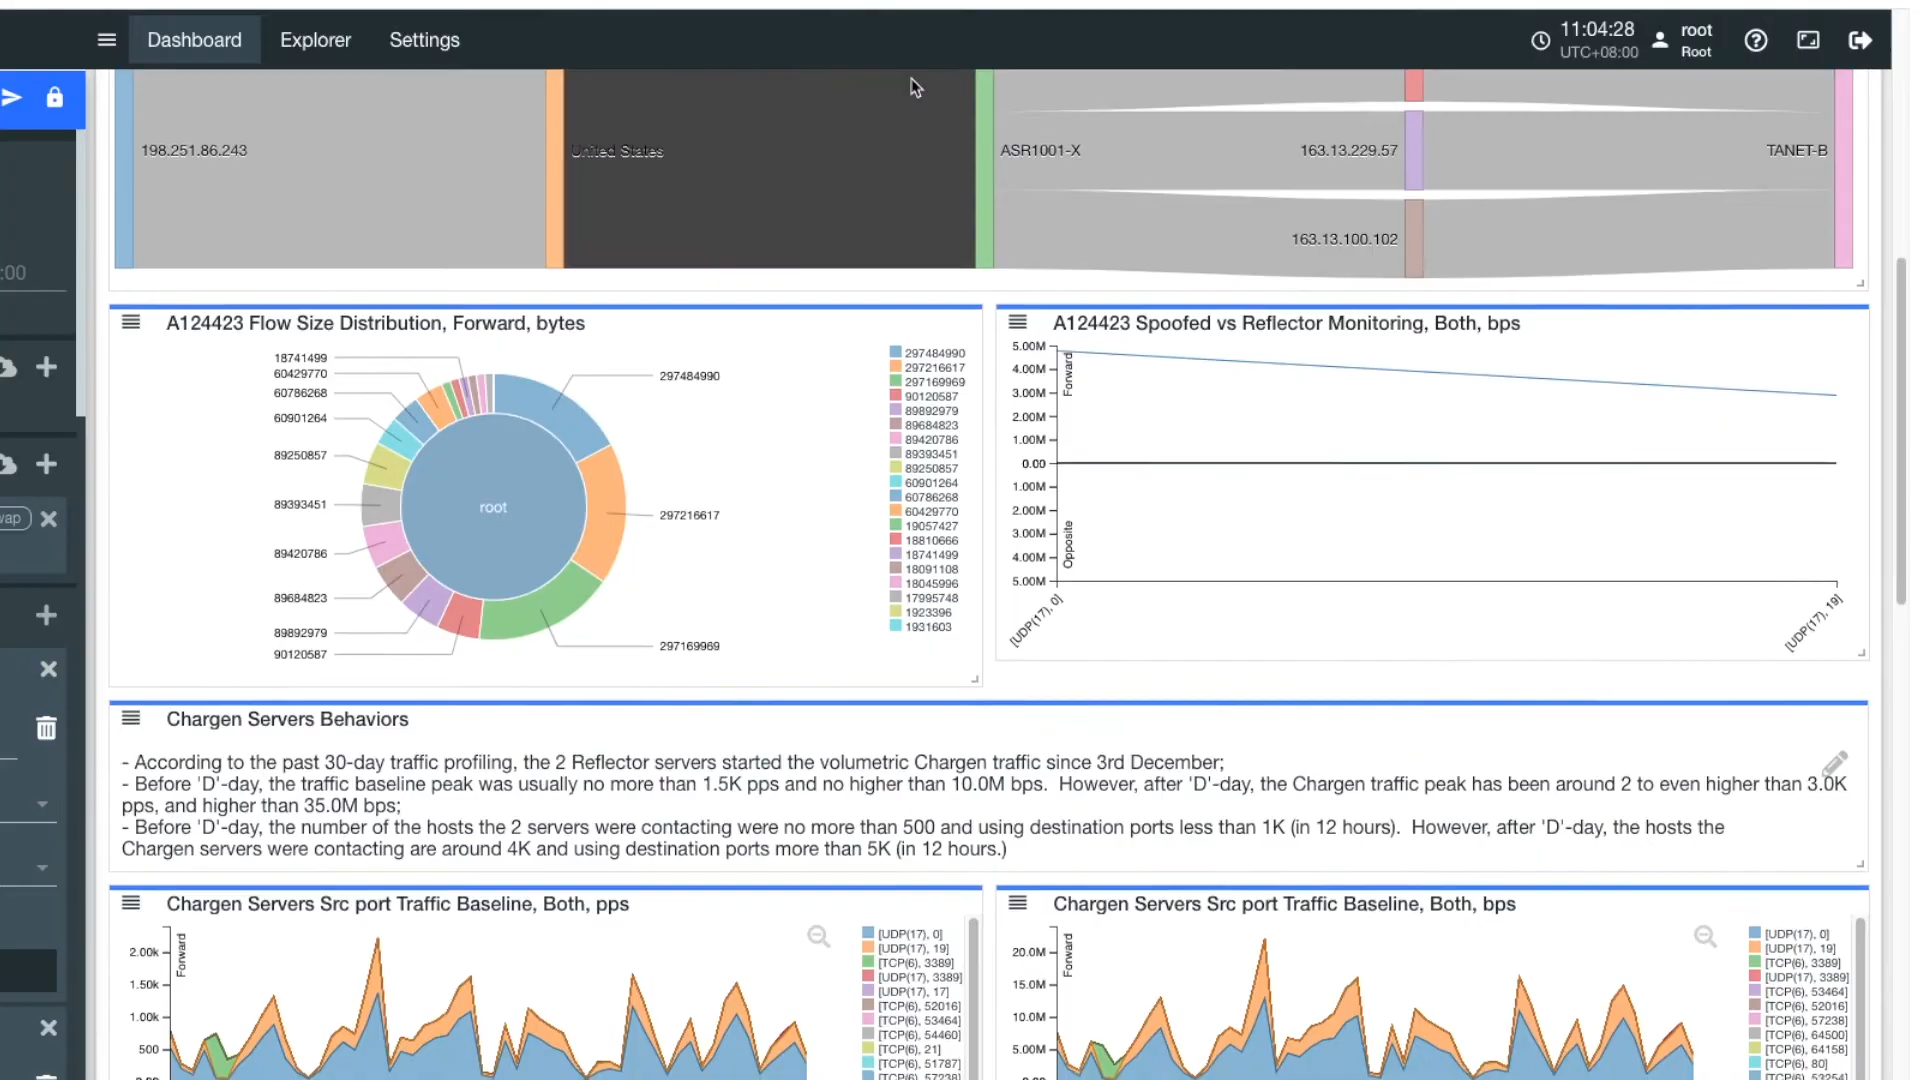 Dashboard
Explorer
Settings
11:04:28
UTC+08:00
root
Root
198.251.86.243
United States
ASR1001-X
163.13.229.57
TANET-B
163.13.100.102
:00
wap
A124423 Flow Size Distribution, Forward, bytes
18741499
60429770
60786268
60901264
89250857
89393451
89420786
89684823
89892979
90120587
root
297484990
297216617
297169969
297484990
297216617
297169969
90120587
89892979
89684823
89420786
89393451
89250857
60901264
60786268
60429770
19057427
18810666
18741499
18091108
18045996
17995748
1923396
1931603
A124423 Spoofed vs Reflector Monitoring, Both, bps
5.00M
4.00M
3.00M
2.00M
1.00M
0.00
1.00M
2.00M
3.00M
4.00M
5.00M
Forward
Opposite
[UDP(17), 0]
[UDP(17), 19]
Chargen Servers Behaviors
- According to the past 30-day traffic profiling, the 2 Reflector servers started the volumetric Chargen traffic since 3rd December;
- Before 'D'-day, the traffic baseline peak was usually no more than 1.5K pps and no higher than 10.0M bps.  However, after 'D'-day, the Chargen traffic peak has been around 2 to even higher than 3.0K
pps, and higher than 35.0M bps;
- Before 'D'-day, the number of the hosts the 2 servers were contacting were no more than 500 and using destination ports less than 1K (in 12 hours).  However, after 'D'-day, the hosts the
Chargen servers were contacting are around 4K and using destination ports more than 5K (in 12 hours.)
Chargen Servers Src port Traffic Baseline, Both, pps
2.00k
1.50k
1.00k
500
Forward
[UDP(17), 0]
[UDP(17), 19]
[TCP(6), 3389]
[UDP(17), 3389]
[UDP(17), 17]
[TCP(6), 52016]
[TCP(6), 53464]
[TCP(6), 54460]
[TCP(6), 21]
[TCP(6), 51787]
[TCP(6), 57238]
Chargen Servers Src port Traffic Baseline, Both, bps
20.0M
15.0M
10.0M
5.00M
Forward
[UDP(17), 0]
[UDP(17), 19]
[TCP(6), 3389]
[UDP(17), 3389]
[TCP(6), 53464]
[TCP(6), 52016]
[TCP(6), 57238]
[TCP(6), 64500]
[TCP(6), 64158]
[TCP(6), 80]
[TCP(6), 53254]